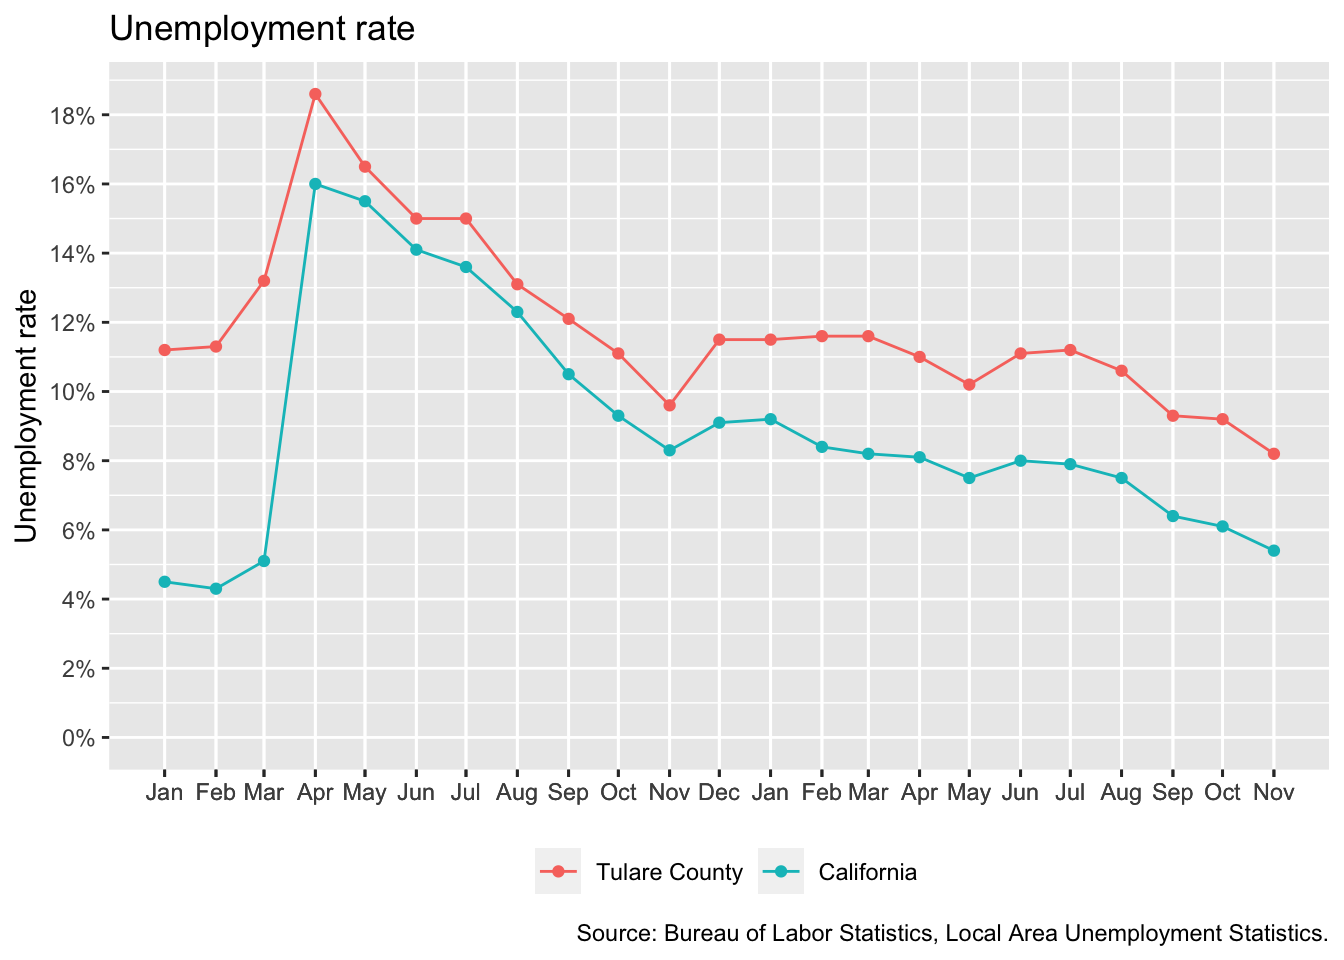 Unemployment rate
Unemployment rate
18%
16%
14%
12%
10%
8%
6%
4%
2%
0%
Jan Feb Mar Apr May Jun Jul Aug Sep Oct Nov Dec Jan Feb Mar Apr May Jun Jul Aug Sep Oct Nov
Tulare County California
Source: Bureau of Labor Statistics, Local Area Unemployment Statistics.